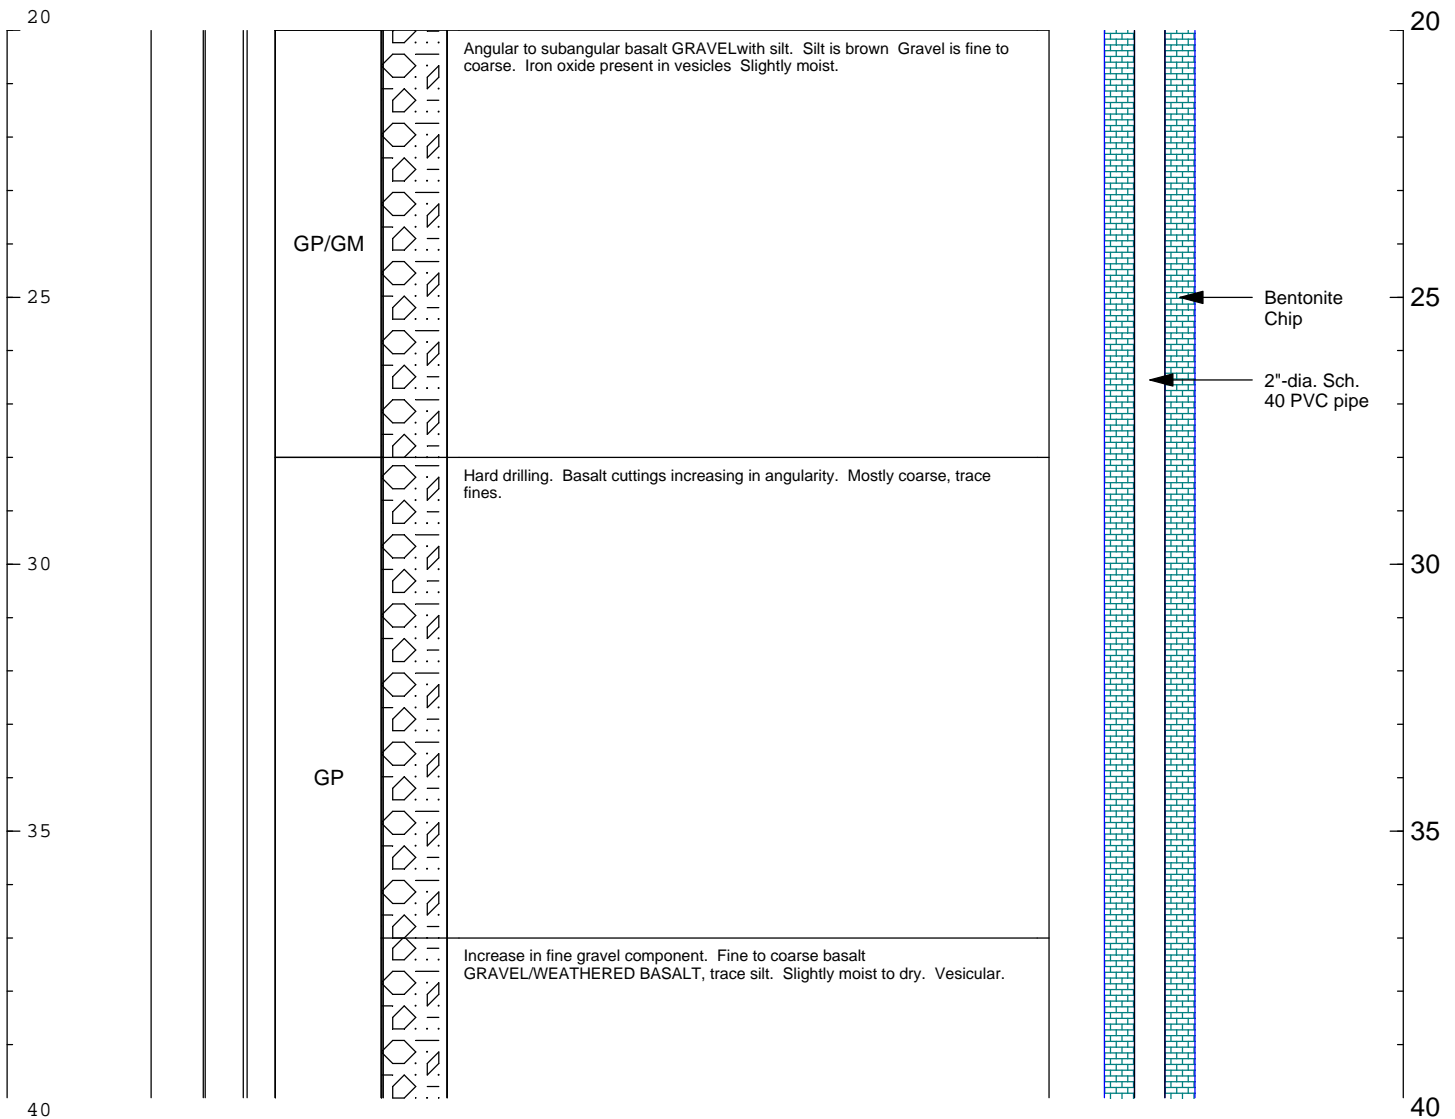 20
20
Angular to subangular basalt GRAVELwith silt.  Silt is brown  Gravel is fine to
coarse.  Iron oxide present in vesicles  Slightly moist.
GP/GM
25
Bentonite
Chip
25
2"-dia. Sch.
40 PVC pipe
Hard drilling.  Basalt cuttings increasing in angularity.  Mostly coarse, trace
fines.
30
30
GP
35
35
Increase in fine gravel component.  Fine to coarse basalt
GRAVEL/WEATHERED BASALT, trace silt.  Slightly moist to dry.  Vesicular.
40
40